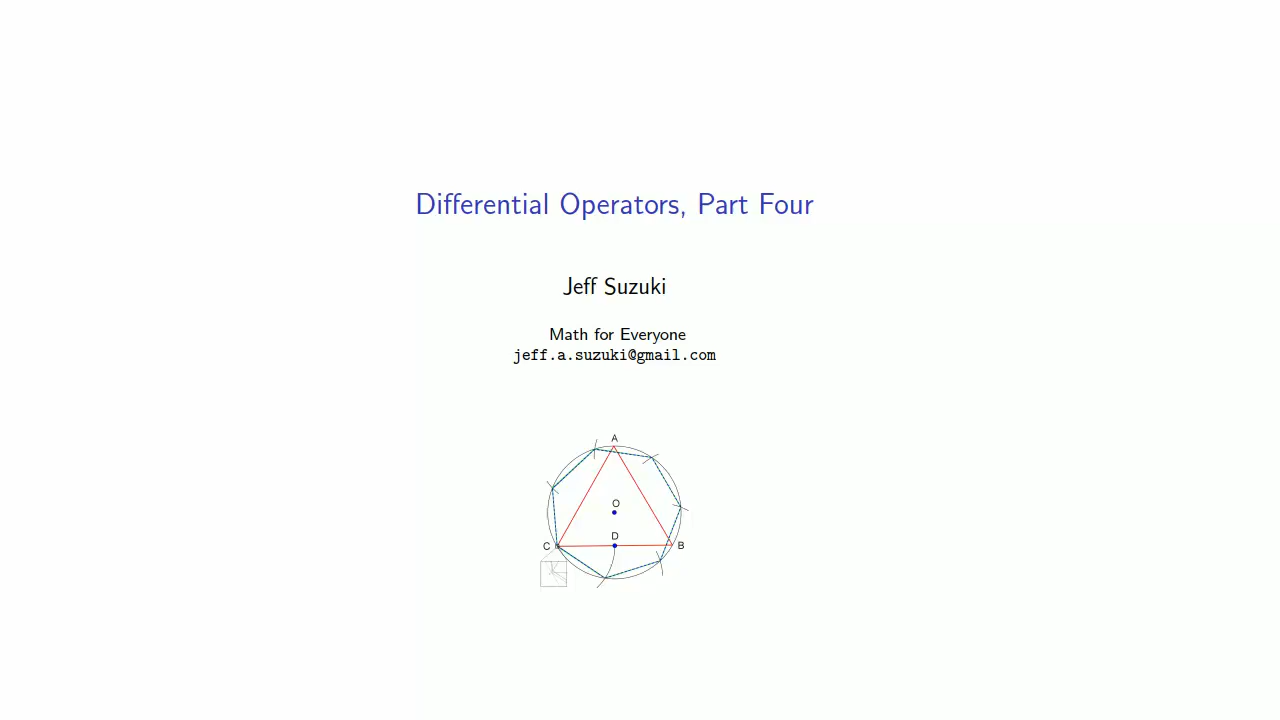 Differential Operators, Part Four
Jeff Suzuki
Math for Everyone
jeff.a.suzuki@gmail.com
A
O
D
C
B